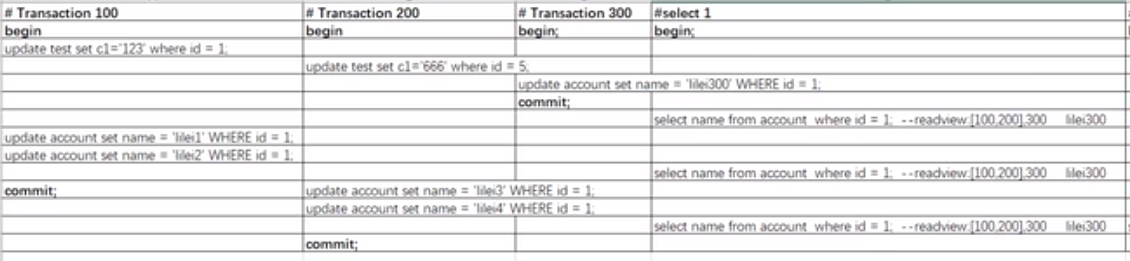 # Transaction 100 # Transaction 200 # Transaction 300 #select 1
begin begin begin; begin;
update test set c1='123' where id = 1;
update test set c1='666' where id = 5;
update account set name = 'lilei300' WHERE id = 1;
commit;
select name from account where id = 1; --readview:[100,200],300 lilei300
update account set name = 'lilei1' WHERE id = 1;
update account set name = 'lilei2' WHERE id = 1;
select name from account where id = 1; --readview:[100,200],300 lilei300
commit; update account set name = 'lilei3' WHERE id = 1;
update account set name = 'lilei4' WHERE id = 1;
select name from account where id = 1; --readview:[100,200],300 lilei300
commit;